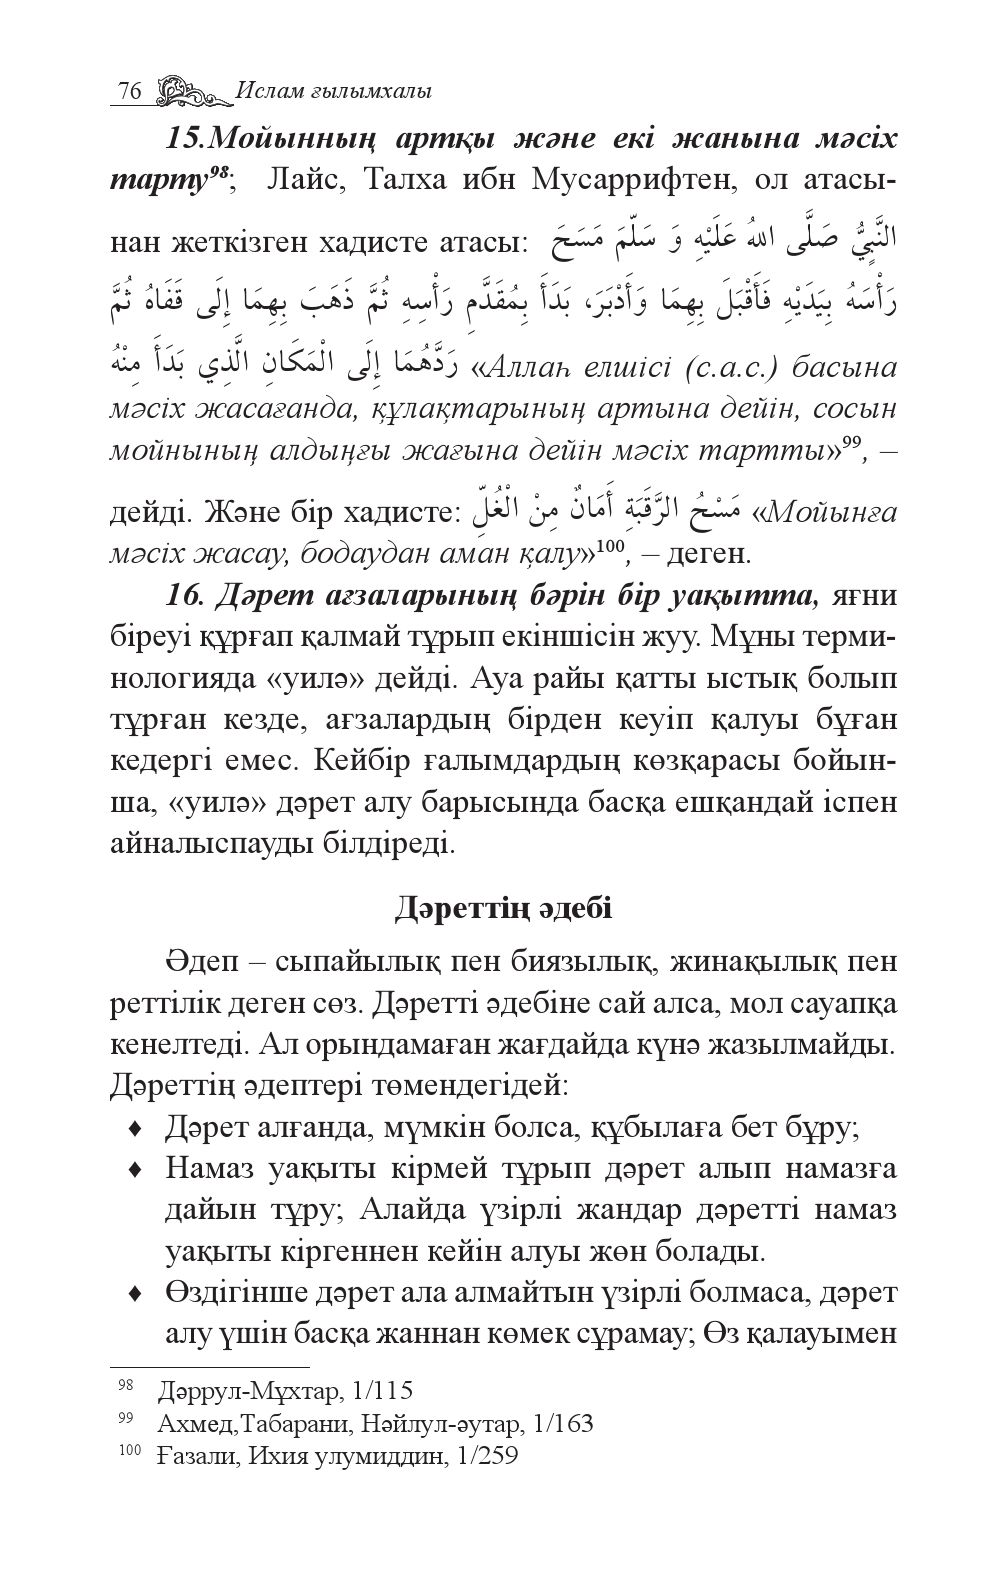 76 Ислам ғылымхалы
15.Мойынның артқы және екі жанына мәсіх
тарту⁹⁸; Лайс, Талха ибн Мусаррифтен, ол атасы-
нан жеткізген хадисте атасы: النَّبِيُّ صَلَّى اللهُ عَلَيْهِ وَ سَلَّمَ مَسَحَ
رَأْسَهُ بِيَدَيْهِ فَأَقْبَلَ بِهِمَا وَأَدْبَرَ، بَدَأَ بِمُقَدَّمِ رَأْسِهِ ثُمَّ ذَهَبَ بِهِمَا إِلَى قَفَاهُ ثُمَّ
رَدَّهُمَا إِلَى الْمَكَانِ الَّذِي بَدَأَ مِنْهُ «Аллаһ елшісі (с.а.с.) басына
мәсіх жасағанда, құлақтарының артына дейін, сосын
мойнының алдыңғы жағына дейін мәсіх тартты»⁹⁹, –
дейді. Және бір хадисте: مَسْحُ الرَّقَبَةِ أَمَانٌ مِنْ الْغُلِّ «Мойынға
мәсіх жасау, бодаудан аман қалу»¹⁰⁰, – деген.
16. Дәрет ағзаларының бәрін бір уақытта, яғни
біреуі құрғап қалмай тұрып екіншісін жуу. Мұны терми-
нологияда «уилә» дейді. Ауа райы қатты ыстық болып
тұрған кезде, ағзалардың бірден кеуіп қалуы бұған
кедергі емес. Кейбір ғалымдардың көзқарасы бойын-
ша, «уилә» дәрет алу барысында басқа ешқандай іспен
айналыспауды білдіреді.
Дәреттің әдебі
Әдеп – сыпайылық пен биязылық, жинақылық пен
реттілік деген сөз. Дәретті әдебіне сай алса, мол сауапқа
кенелтеді. Ал орындамаған жағдайда күнә жазылмайды.
Дәреттің әдептері төмендегідей:
♦ Дәрет алғанда, мүмкін болса, құбылаға бет бұру;
♦ Намаз уақыты кірмей тұрып дәрет алып намазға
дайын тұру; Алайда үзірлі жандар дәретті намаз
уақыты кіргеннен кейін алуы жөн болады.
♦ Өздігінше дәрет ала алмайтын үзірлі болмаса, дәрет
алу үшін басқа жаннан көмек сұрамау; Өз қалауымен
98 Дәррул-Мұхтар, 1/115
99 Ахмед,Табарани, Нәйлул-әутар, 1/163
100 Ғазали, Ихия улумиддин, 1/259